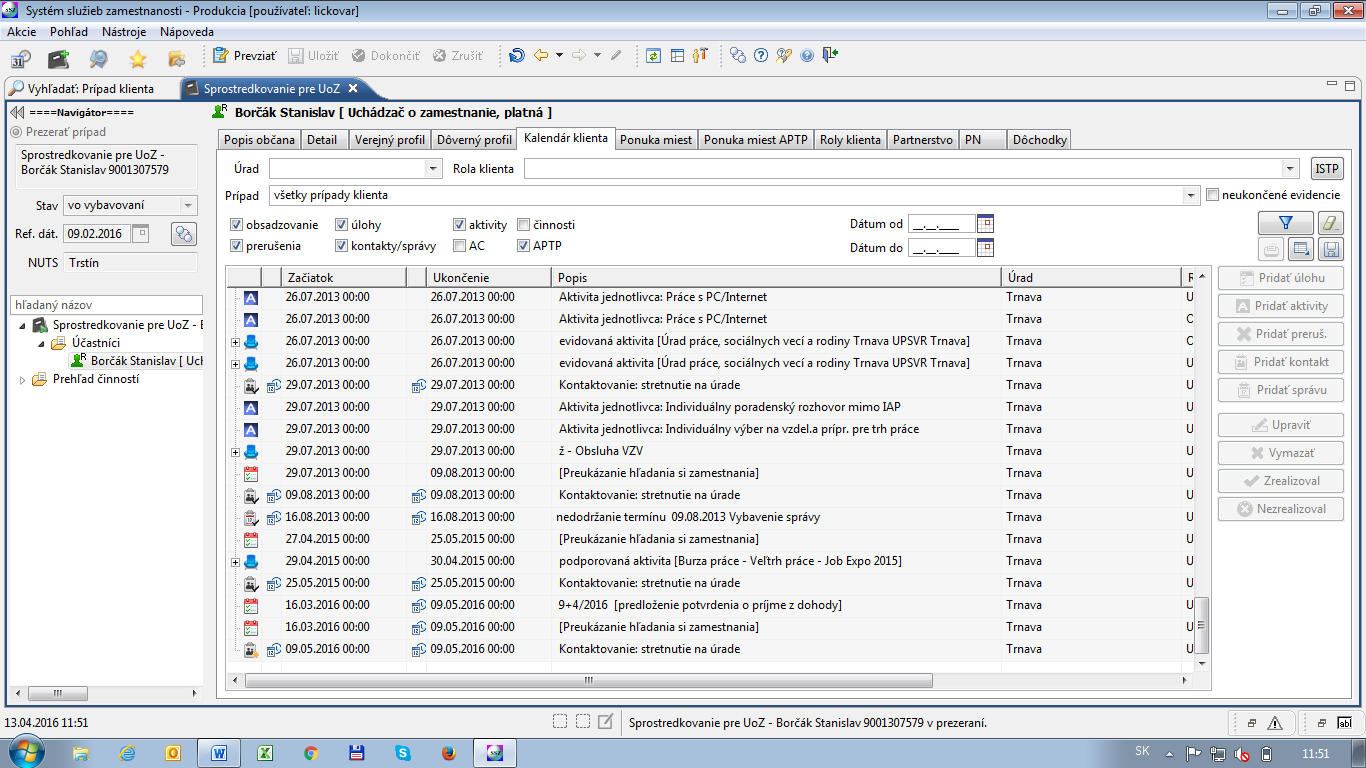 Systém služieb zamestnanosti - Produkcia [používateľ: lickovar]
Akcie Pohľad Nástroje Nápoveda
Prevziať Uložiť Dokončiť Zrušiť
Vyhľadať: Prípad klienta Sprostredkovanie pre UoZ
====Navigátor====
Prezerať prípad
Sprostredkovanie pre UoZ -
Borčák Stanislav 9001307579
Stav vo vybavovaní
Ref. dát. 09.02.2016
NUTS Trstín
hľadaný názov
Sprostredkovanie pre UoZ - E
Účastníci
Borčák Stanislav [ Uch
Prehľad činností
Borčák Stanislav [ Uchádzač o zamestnanie, platná ]
Popis občana Detail Verejný profil Dôverný profil Kalendár klienta Ponuka miest Ponuka miest APTP Roly klienta Partnerstvo PN Dôchodky
Úrad Rola klienta ISTP
Prípad všetky prípady klienta neukončené evidencie
obsadzovanie úlohy aktivity činnosti Dátum od __.__.____
prerušenia kontakty/správy AC APTP Dátum do __.__.____
Začiatok Ukončenie Popis Úrad R
26.07.2013 00:00 26.07.2013 00:00 Aktivita jednotlivca: Práce s PC/Internet Trnava U
26.07.2013 00:00 26.07.2013 00:00 Aktivita jednotlivca: Práce s PC/Internet Trnava C
26.07.2013 00:00 26.07.2013 00:00 evidovaná aktivita [Úrad práce, sociálnych vecí a rodiny Trnava UPSVR Trnava] Trnava C
26.07.2013 00:00 26.07.2013 00:00 evidovaná aktivita [Úrad práce, sociálnych vecí a rodiny Trnava UPSVR Trnava] Trnava U
29.07.2013 00:00 29.07.2013 00:00 Kontaktovanie: stretnutie na úrade Trnava U
29.07.2013 00:00 29.07.2013 00:00 Aktivita jednotlivca: Individuálny poradenský rozhovor mimo IAP Trnava U
29.07.2013 00:00 29.07.2013 00:00 Aktivita jednotlivca: Individuálny výber na vzdel.a prípr. pre trh práce Trnava U
29.07.2013 00:00 29.07.2013 00:00 ž - Obsluha VZV Trnava U
29.07.2013 00:00 09.08.2013 00:00 [Preukázanie hľadania si zamestnania] Trnava U
09.08.2013 00:00 09.08.2013 00:00 Kontaktovanie: stretnutie na úrade Trnava U
16.08.2013 00:00 16.08.2013 00:00 nedodržanie termínu 09.08.2013 Vybavenie správy Trnava U
27.04.2015 00:00 25.05.2015 00:00 [Preukázanie hľadania si zamestnania] Trnava U
29.04.2015 00:00 30.04.2015 00:00 podporovaná aktivita [Burza práce - Veľtrh práce - Job Expo 2015] Trnava U
25.05.2015 00:00 25.05.2015 00:00 Kontaktovanie: stretnutie na úrade Trnava U
16.03.2016 00:00 09.05.2016 00:00 9+4/2016 [predloženie potvrdenia o príjme z dohody] Trnava U
16.03.2016 00:00 09.05.2016 00:00 [Preukázanie hľadania si zamestnania] Trnava U
09.05.2016 00:00 09.05.2016 00:00 Kontaktovanie: stretnutie na úrade Trnava U
Pridať úlohu
Pridať aktivity
Pridať preruš.
Pridať kontakt
Pridať správu
Upraviť
Vymazať
Zrealizoval
Nezrealizoval
13.04.2016 11:51 Sprostredkovanie pre UoZ - Borčák Stanislav 9001307579 v prezeraní.
SK 11:51